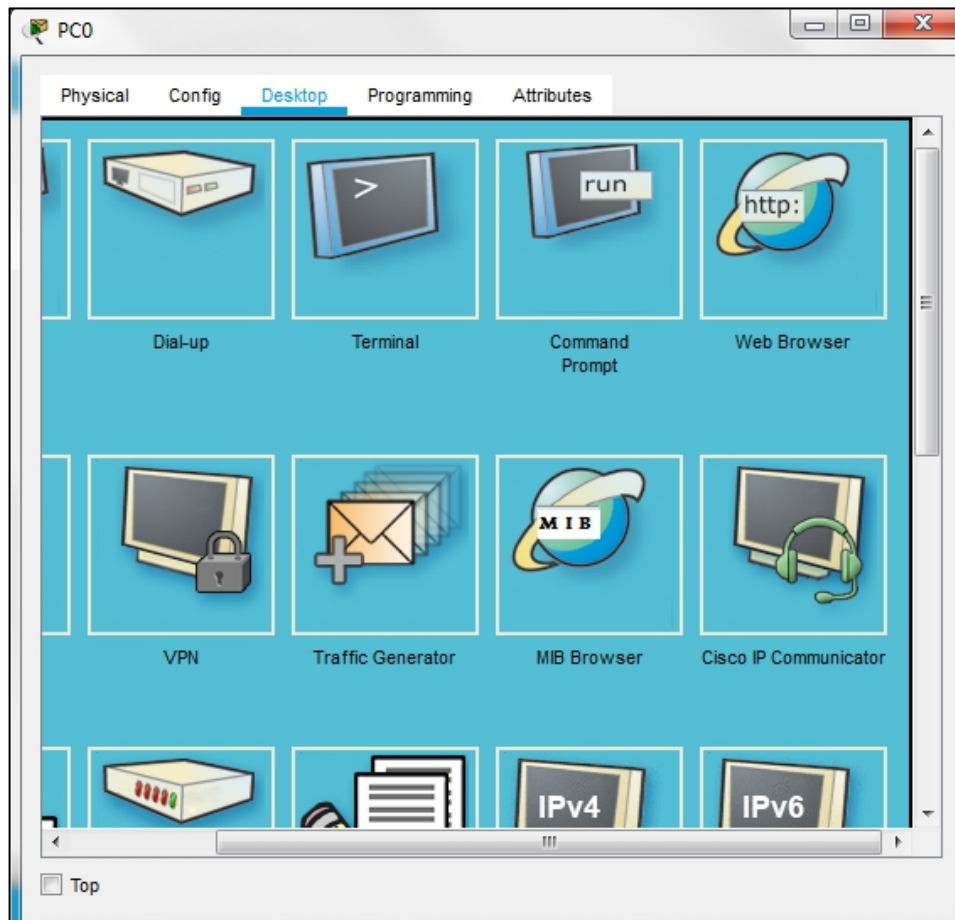 PC0
Physical Config Desktop Programming Attributes
>
run
http:
Dial-up Terminal Command Prompt Web Browser
MIB
VPN Traffic Generator MIB Browser Cisco IP Communicator
IPv4 IPv6
Top